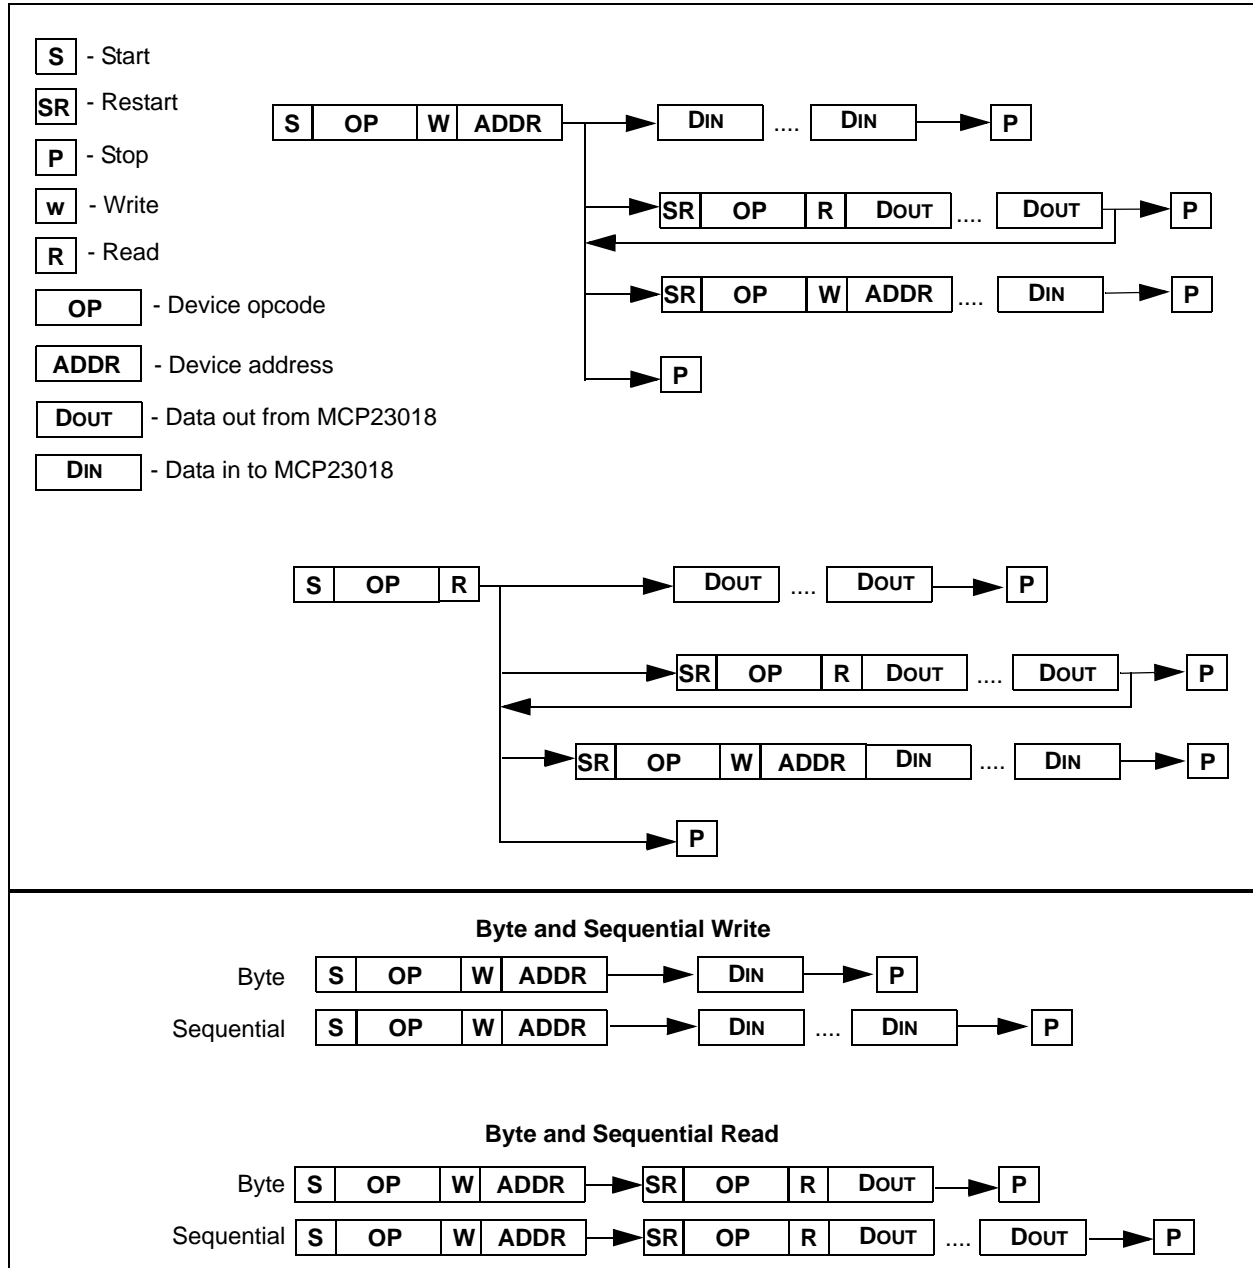 S - Start
SR - Restart
S OP W ADDR DIN .... DIN P
P - Stop
w - Write
SR OP R DOUT .... DOUT P
R - Read
SR OP W ADDR .... DIN P
OP - Device opcode
ADDR - Device address
P
DOUT - Data out from MCP23018
DIN - Data in to MCP23018
S OP R DOUT .... DOUT P
SR OP R DOUT .... DOUT P
SR OP W ADDR DIN .... DIN P
P
Byte and Sequential Write
Byte S OP W ADDR DIN P
Sequential S OP W ADDR DIN .... DIN P
Byte and Sequential Read
Byte S OP W ADDR SR OP R DOUT P
Sequential S OP W ADDR SR OP R DOUT .... DOUT P